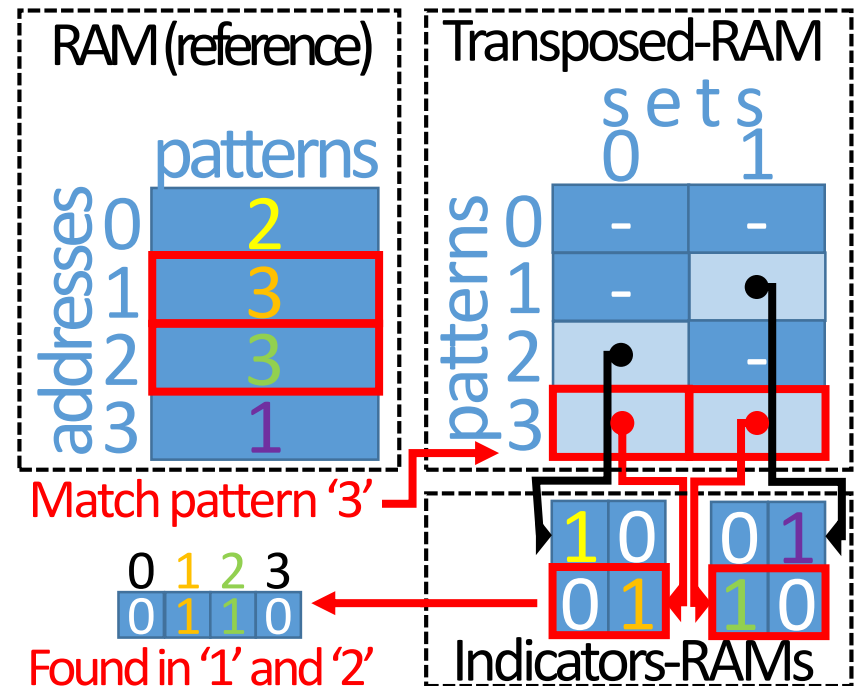 RAM (reference)
patterns
addresses
0 2
1 3
2 3
3 1
Transposed-RAM
sets
0 1
patterns
0 - -
1 -
2 -
3
Match pattern ‘3’
1 0 0 1
0 1 1 0
Indicators-RAMs
0 1 2 3
0 1 1 0
Found in ‘1’ and ‘2’